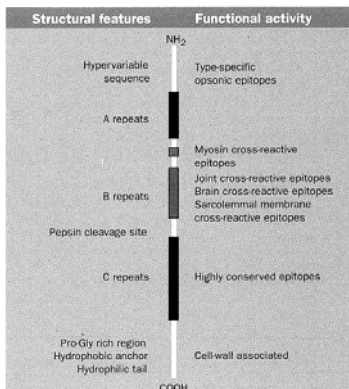 Structural features Functional activity
NH2
Hypervariable
sequence
Type-specific
opsonic epitopes
A repeats
Myosin cross-reactive
epitopes
Joint cross-reactive epitopes
Brain cross-reactive epitopes
Sarcolemmal membrane
cross-reactive epitopes
B repeats
Pepsin cleavage site
C repeats
Highly conserved epitopes
Pro-Gly rich region
Hydrophobic anchor
Hydrophilic tail
Cell-wall associated
COOH